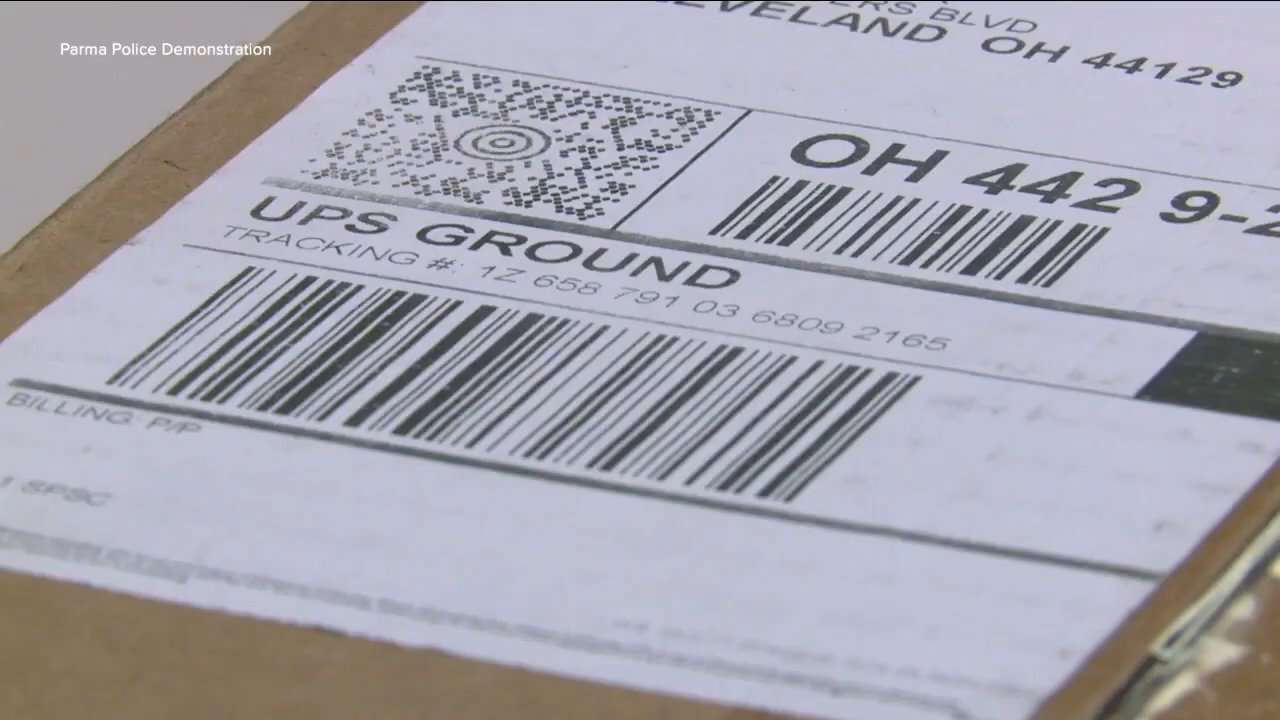 Parma Police Demonstration
BLVD
CLEVELAND OH 44129
OH 442 9-2
UPS GROUND
TRACKING #: 1Z 658 791 03 6809 2165
BILLING: P/P